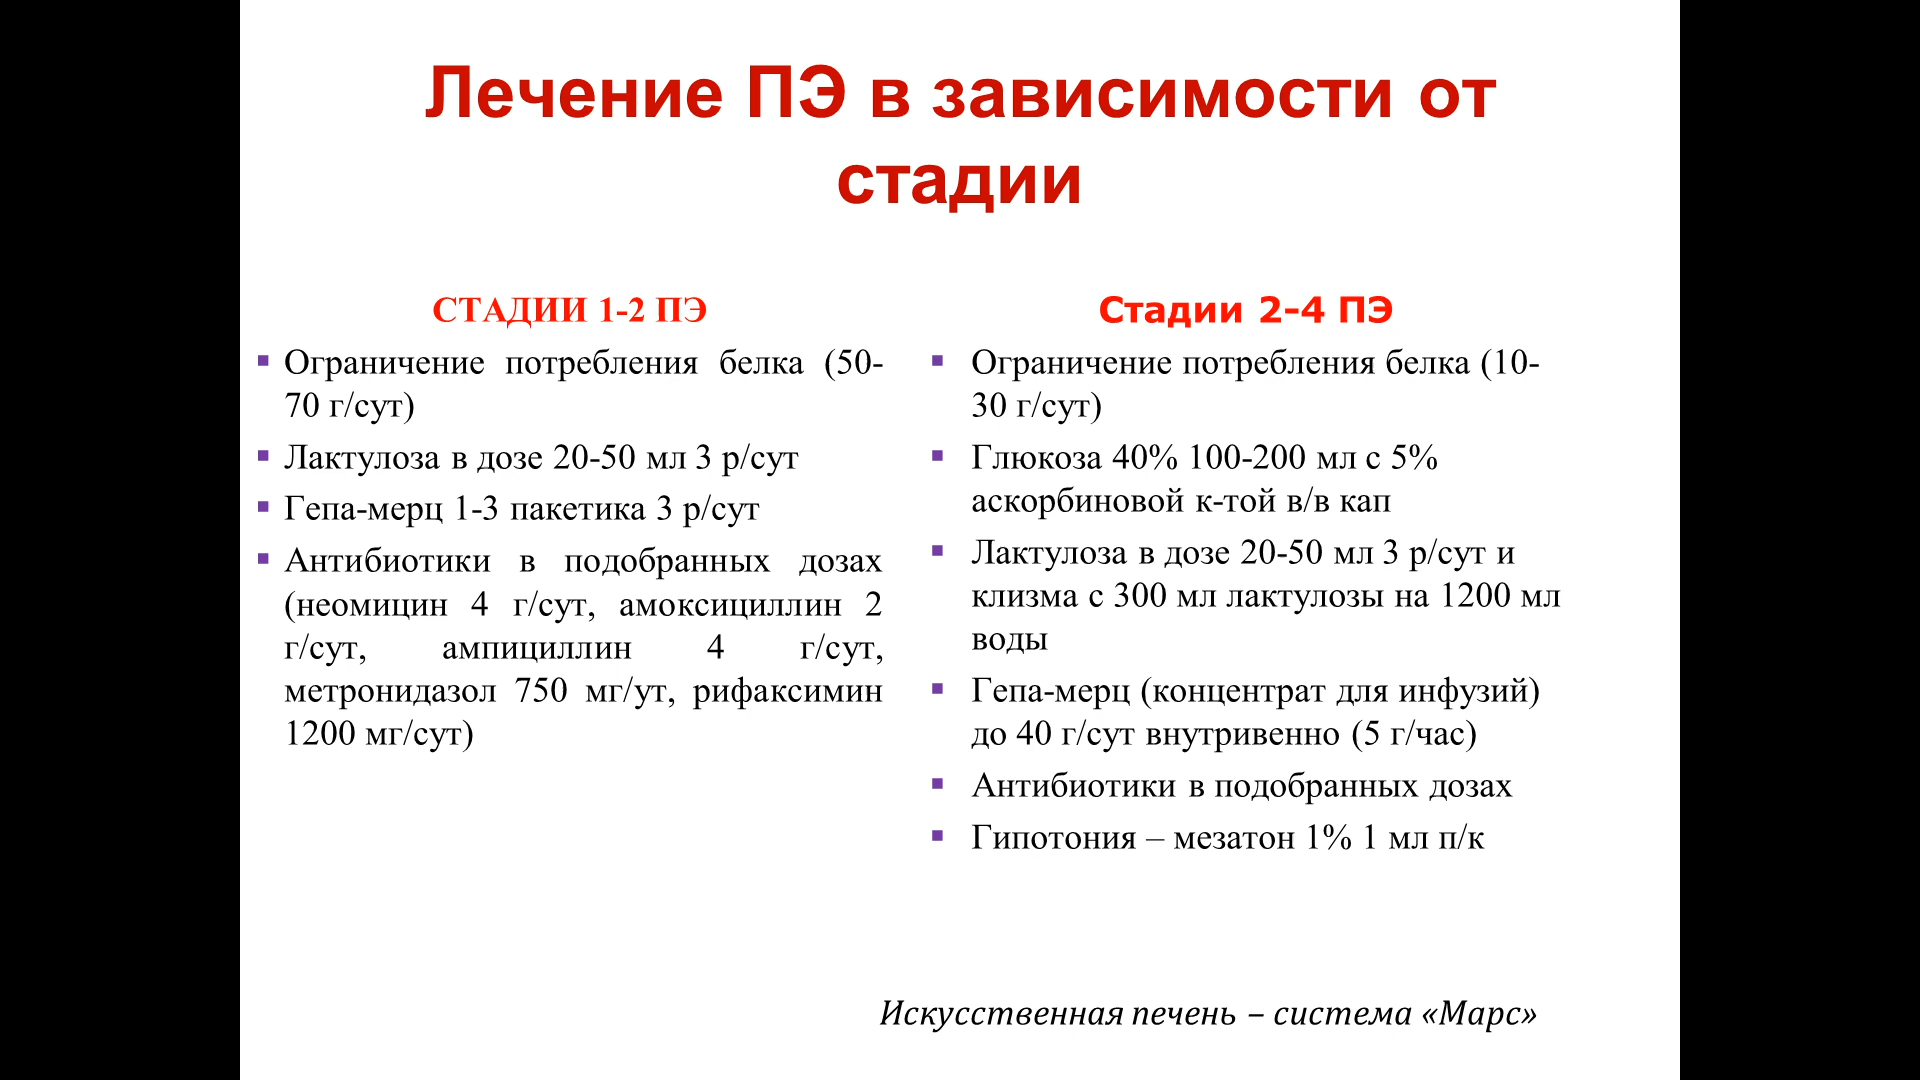 Лечение ПЭ в зависимости от
стадии
СТАДИИ 1-2 ПЭ
▪ Ограничение потребления белка (50-
70 г/сут)
▪ Лактулоза в дозе 20-50 мл 3 р/сут
▪ Гепа-мерц 1-3 пакетика 3 р/сут
▪ Антибиотики в подобранных дозах
(неомицин 4 г/сут, амоксициллин 2
г/сут, ампициллин 4 г/сут,
метронидазол 750 мг/ут, рифаксимин
1200 мг/сут)
Стадии 2-4 ПЭ
▪ Ограничение потребления белка (10-
30 г/сут)
▪ Глюкоза 40% 100-200 мл с 5%
аскорбиновой к-той в/в кап
▪ Лактулоза в дозе 20-50 мл 3 р/сут и
клизма с 300 мл лактулозы на 1200 мл
воды
▪ Гепа-мерц (концентрат для инфузий)
до 40 г/сут внутривенно (5 г/час)
▪ Антибиотики в подобранных дозах
▪ Гипотония – мезатон 1% 1 мл п/к
Искусственная печень – система «Марс»